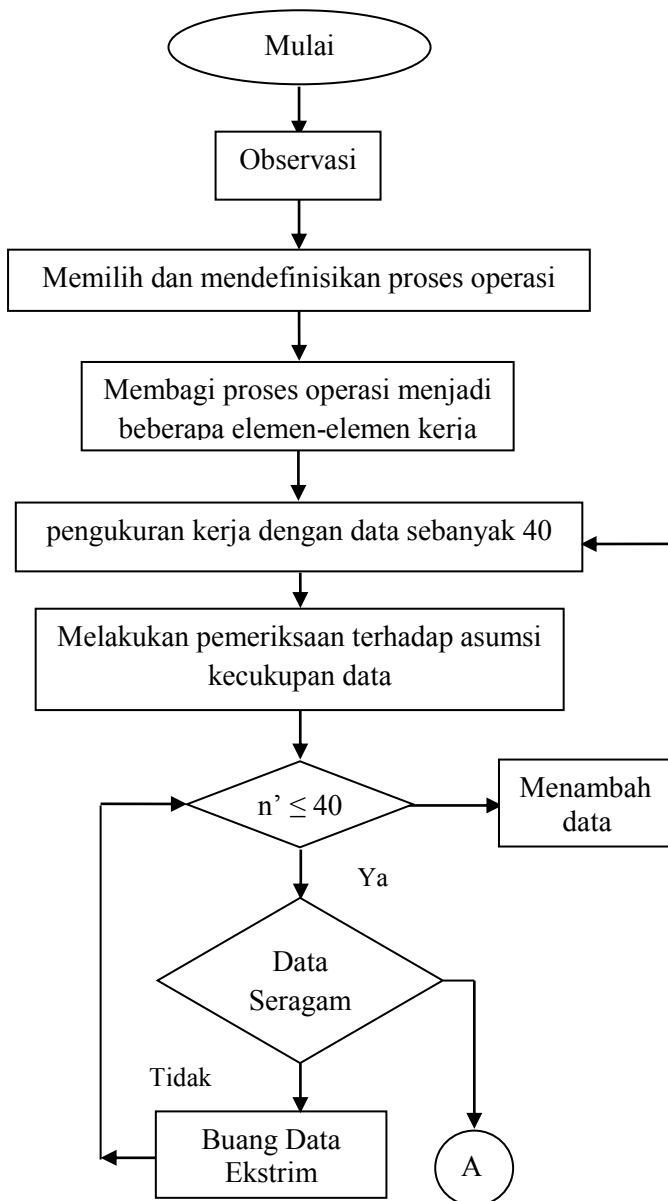 Mulai
Observasi
Memilih dan mendefinisikan proses operasi
Membagi proses operasi menjadi
beberapa elemen-elemen kerja
pengukuran kerja dengan data sebanyak 40
Melakukan pemeriksaan terhadap asumsi
kecukupan data
n’ ≤ 40
Menambah
data
Ya
Data
Seragam
Tidak
Buang Data
Ekstrim
A